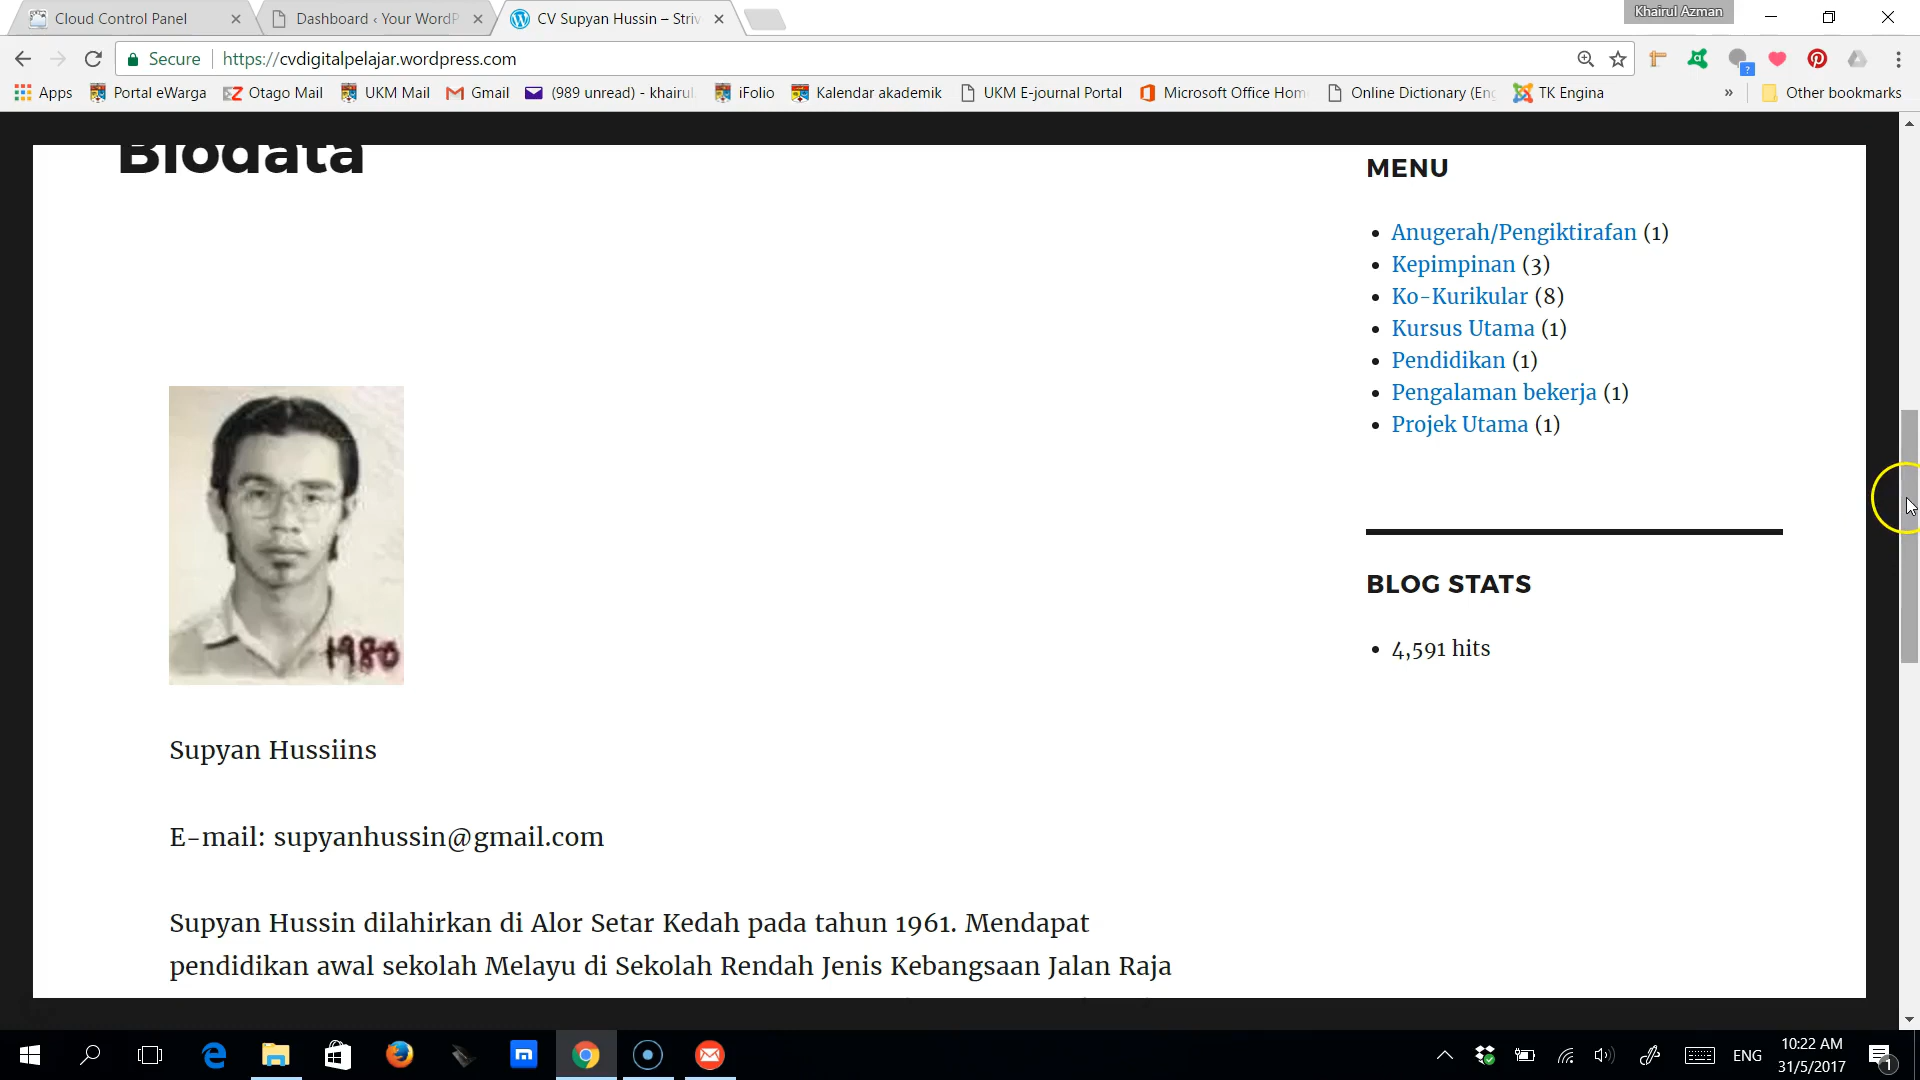 Cloud Control Panel
Dashboard ‹ Your WordP
CV Supyan Hussin – Striv
Khairul Azman
Secure
https://cvdigitalpelajar.wordpress.com
Apps
Portal eWarga
Otago Mail
UKM Mail
Gmail
(989 unread) - khairul.
iFolio
Kalendar akademik
UKM E-journal Portal
Microsoft Office Hom
Online Dictionary (Eng
TK Engina
»
Other bookmarks
Biodata
1980
Supyan Hussiins
E-mail: supyanhussin@gmail.com
Supyan Hussin dilahirkan di Alor Setar Kedah pada tahun 1961. Mendapat
pendidikan awal sekolah Melayu di Sekolah Rendah Jenis Kebangsaan Jalan Raja
MENU
Anugerah/Pengiktirafan (1)
Kepimpinan (3)
Ko-Kurikular (8)
Kursus Utama (1)
Pendidikan (1)
Pengalaman bekerja (1)
Projek Utama (1)
BLOG STATS
4,591 hits
ENG
10:22 AM
31/5/2017
1